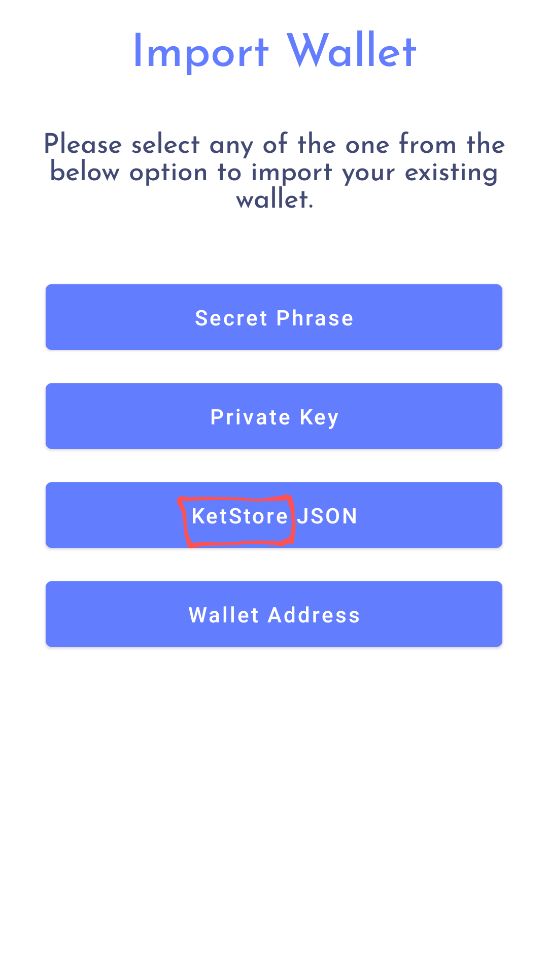 Import Wallet
Please select any of the one from the
below option to import your existing
wallet.
Secret Phrase
Private Key
KetStore JSON
Wallet Address